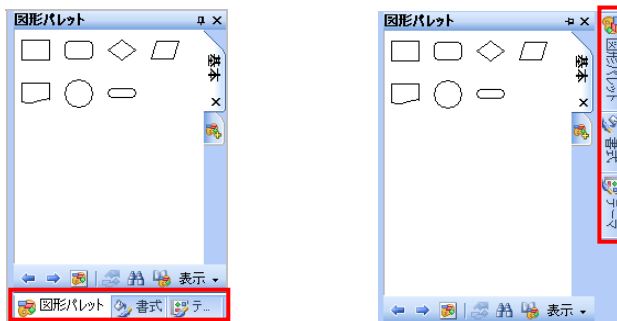 図形パレット
基本
表示
図形パレット 書式 テ...
図形パレット
基本
表示
図形パレット
書式
テーマ